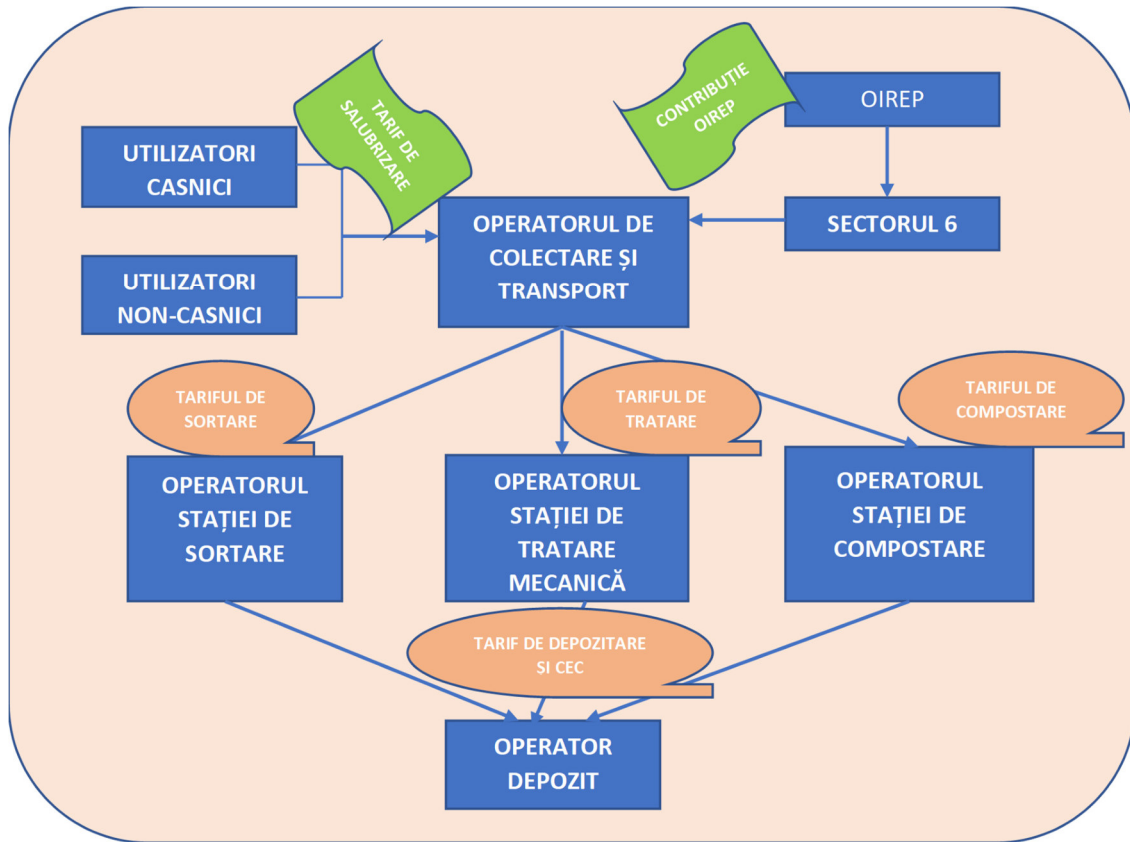 TARIF DE
SALUBRIZARE
CONTRIBUȚIE
OIREP
OIREP
UTILIZATORI
CASNICI
OPERATORUL DE
COLECTARE ȘI
TRANSPORT
SECTORUL 6
UTILIZATORI
NON-CASNICI
TARIFUL DE
SORTARE
TARIFUL DE
TRATARE
TARIFUL DE
COMPOSTARE
OPERATORUL
STAȚIEI DE
SORTARE
OPERATORUL
STAȚIEI DE
TRATARE
MECANICĂ
OPERATORUL
STAȚIEI DE
COMPOSTARE
TARIF DE DEPOZITARE
SI CEC
OPERATOR
DEPOZIT